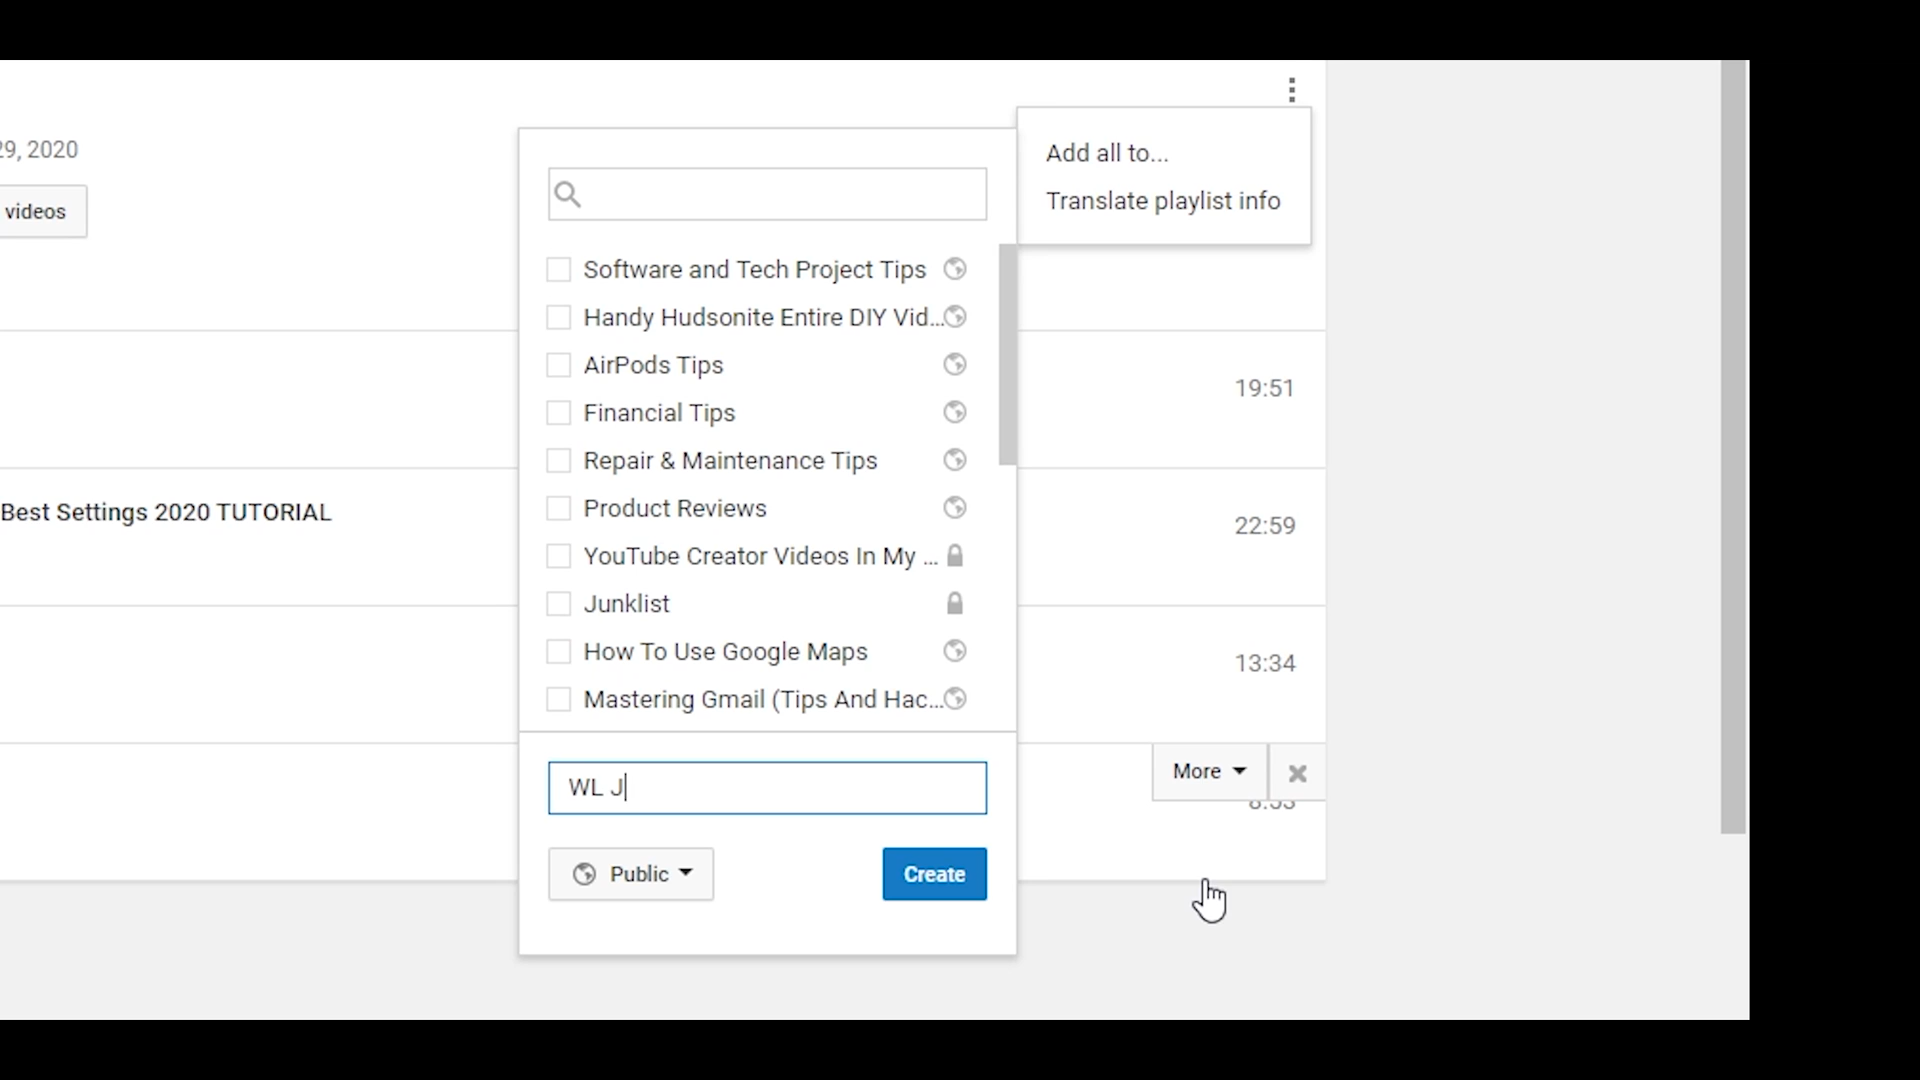 29, 2020
videos
Add all to...
Translate playlist info
Software and Tech Project Tips
Handy Hudsonite Entire DIY Vid...
AirPods Tips
Financial Tips
Repair & Maintenance Tips
Product Reviews
YouTube Creator Videos In My ...
Junklist
How To Use Google Maps
Mastering Gmail (Tips And Hac...
WL J
Public
Create
19:51
Best Settings 2020 TUTORIAL
22:59
13:34
More